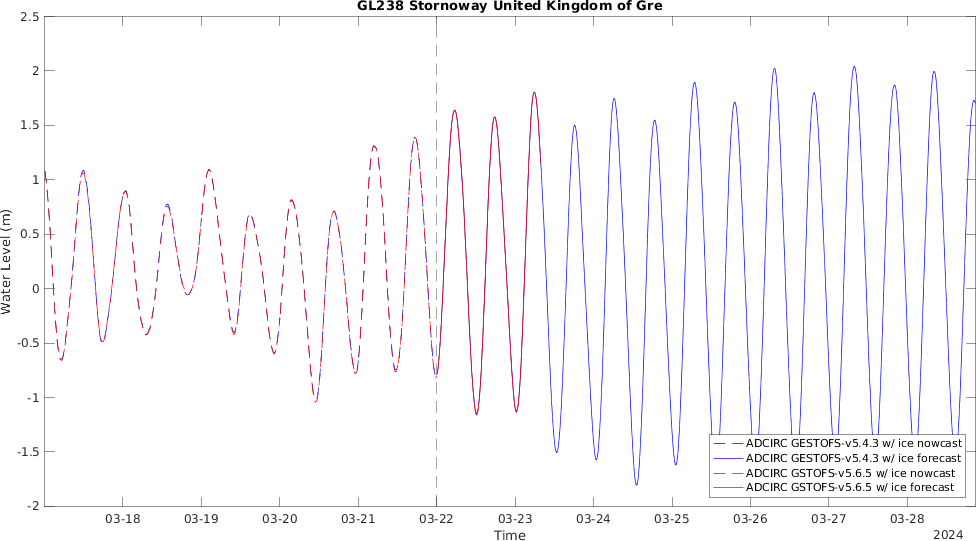 GL238 Stornoway United Kingdom of Gre
2.5
2
1.5
1
0.5
0
-0.5
-1
-1.5
-2
Water Level (m)
ADCIRC GESTOFS-v5.4.3 w/ ice nowcast
ADCIRC GESTOFS-v5.4.3 w/ ice forecast
ADCIRC GSTOFS-v5.6.5 w/ ice nowcast
ADCIRC GSTOFS-v5.6.5 w/ ice forecast
03-18 03-19 03-20 03-21 03-22 03-23 03-24 03-25 03-26 03-27 03-28
Time
2024